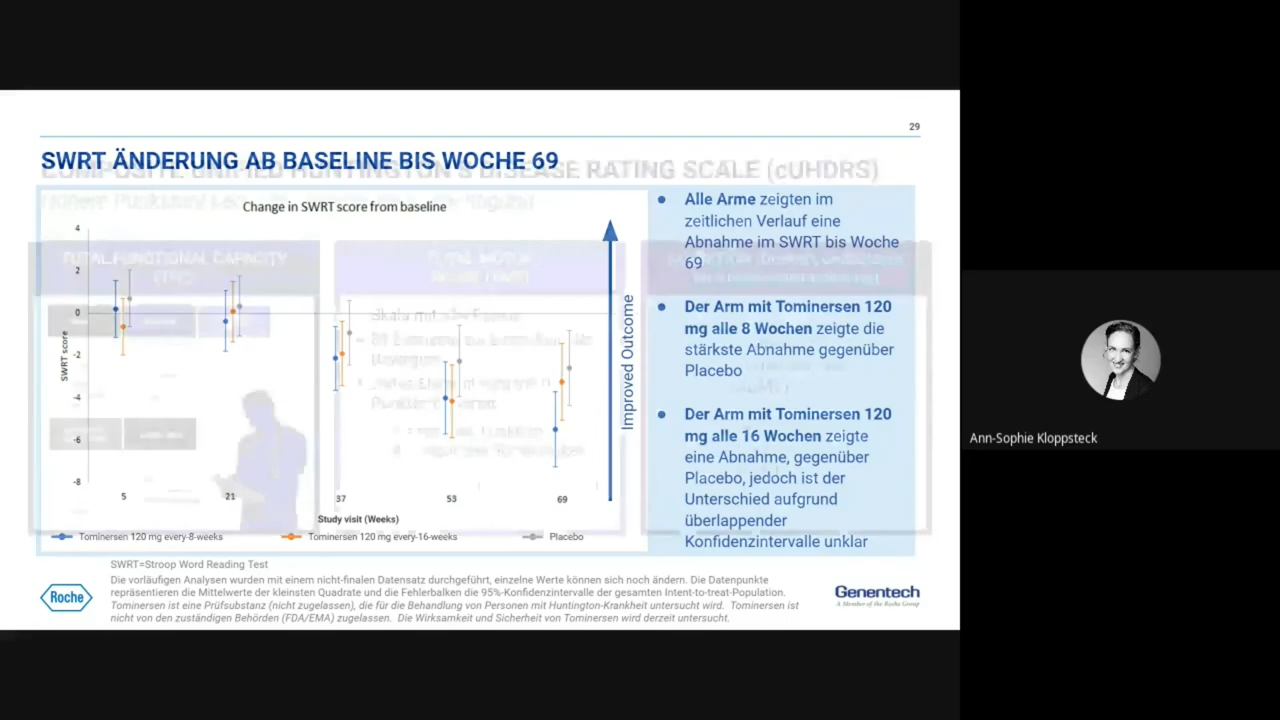 29
SWRT ÄNDERUNG AB BASELINE BIS WOCHE 69
COMPOSITE UNIFIED HUNTINGTON'S DISEASE RATING SCALE (cUHDRS)
Change in SWRT score from baseline
TOTAL FUNCTIONAL CAPACITY
(TFC)
TOTAL MOTOR
4
2
0
-2
-4
-6
-8
SWRT score
5
21
37
53
69
Study visit (Weeks)
Tominersen 120 mg every-8-weeks
Tominersen 120 mg every-16-weeks
Placebo
Improved Outcome
● Alle Arme zeigten im
zeitlichen Verlauf eine
Abnahme im SWRT bis Woche
69
● Der Arm mit Tominersen 120
mg alle 8 Wochen zeigte die
stärkste Abnahme gegenüber
Placebo
● Der Arm mit Tominersen 120
mg alle 16 Wochen zeigte
eine Abnahme, gegenüber
Placebo, jedoch ist der
Unterschied aufgrund
überlappender
Konfidenzintervalle unklar
SWRT=Stroop Word Reading Test
Die vorläufigen Analysen wurden mit einem nicht-finalen Datensatz durchgeführt, einzelne Werte können sich noch ändern. Die Datenpunkte
repräsentieren die Mittelwerte der kleinsten Quadrate und die Fehlerbalken die 95%-Konfidenzintervalle der gesamten Intent-to-treat-Population.
Tominersen ist eine Prüfsubstanz (nicht zugelassen), die für die Behandlung von Personen mit Huntington-Krankheit untersucht wird. Tominersen ist
nicht von den zuständigen Behörden (FDA/EMA) zugelassen. Die Wirksamkeit und Sicherheit von Tominersen wird derzeit untersucht.
Roche
Genentech
A Member of the Roche Group
Ann-Sophie Kloppsteck